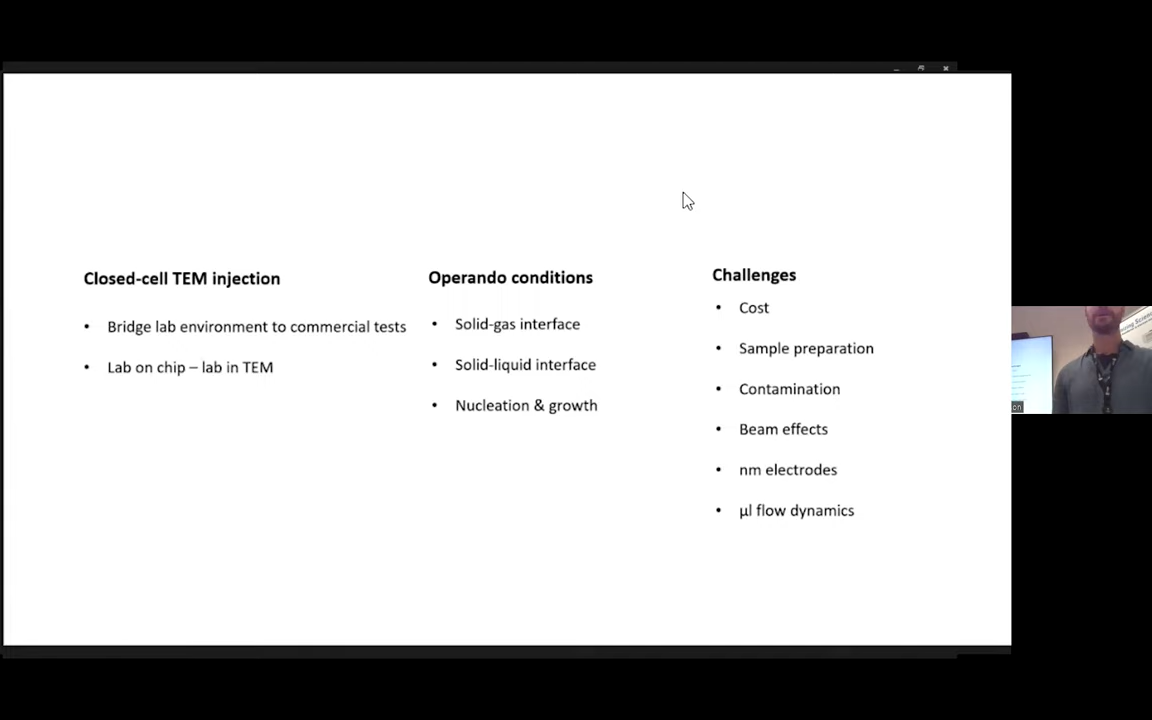 Closed-cell TEM injection
• Bridge lab environment to commercial tests
• Lab on chip – lab in TEM
Operando conditions
• Solid-gas interface
• Solid-liquid interface
• Nucleation & growth
Challenges
• Cost
• Sample preparation
• Contamination
• Beam effects
• nm electrodes
• µl flow dynamics
on